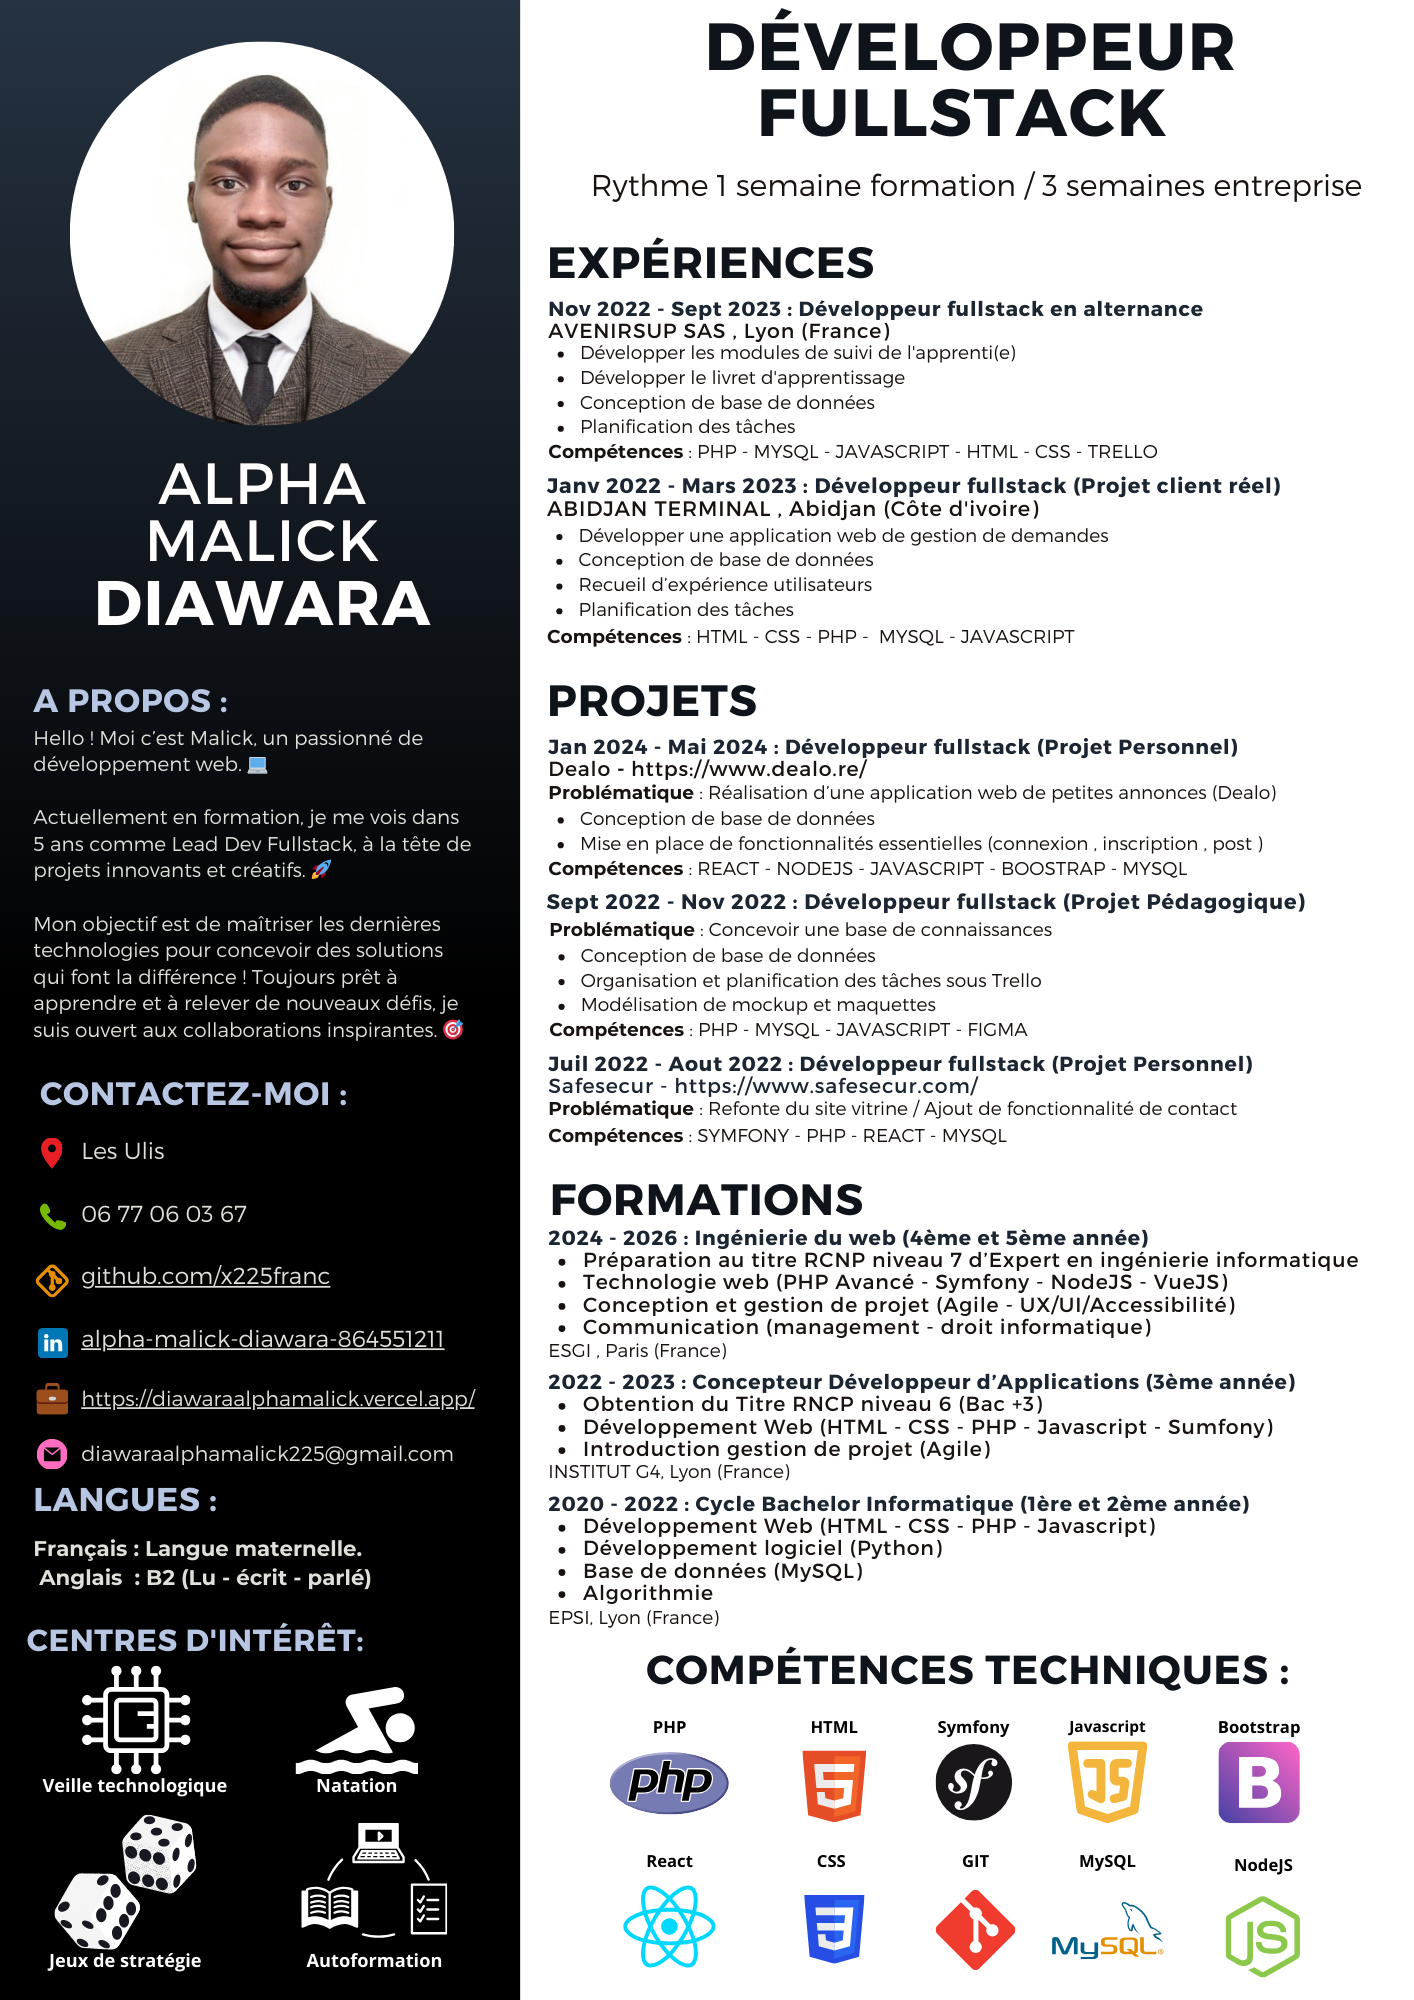 ALPHA
MALICK
DIAWARA
A PROPOS :
Hello ! Moi c’est Malick, un passionné de
développement web. 💻
Actuellement en formation, je me vois dans
5 ans comme Lead Dev Fullstack, à la tête de
projets innovants et créatifs. 🚀
Mon objectif est de maîtriser les dernières
technologies pour concevoir des solutions
qui font la différence ! Toujours prêt à
apprendre et à relever de nouveaux défis, je
suis ouvert aux collaborations inspirantes. 🎯
CONTACTEZ-MOI :
Les Ulis
06 77 06 03 67
github.com/x225franc
in alpha-malick-diawara-864551211
https://diawaraalphamalick.vercel.app/
diawaraalphamalick225@gmail.com
LANGUES :
Français : Langue maternelle.
Anglais  : B2 (Lu - écrit - parlé)
CENTRES D'INTÉRÊT:
Veille technologique
Natation
Jeux de stratégie
Autoformation
DÉVELOPPEUR
FULLSTACK
Rythme 1 semaine formation / 3 semaines entreprise
EXPÉRIENCES
Nov 2022 - Sept 2023 : Développeur fullstack en alternance
AVENIRSUP SAS , Lyon (France)
• Développer les modules de suivi de l'apprenti(e)
• Développer le livret d'apprentissage
• Conception de base de données
• Planification des tâches
Compétences : PHP - MYSQL - JAVASCRIPT - HTML - CSS - TRELLO
Janv 2022 - Mars 2023 : Développeur fullstack (Projet client réel)
ABIDJAN TERMINAL , Abidjan (Côte d'ivoire)
• Développer une application web de gestion de demandes
• Conception de base de données
• Recueil d’expérience utilisateurs
• Planification des tâches
Compétences : HTML - CSS - PHP -  MYSQL - JAVASCRIPT
PROJETS
Jan 2024 - Mai 2024 : Développeur fullstack (Projet Personnel)
Dealo - https://www.dealo.re/
Problématique : Réalisation d’une application web de petites annonces (Dealo)
• Conception de base de données
• Mise en place de fonctionnalités essentielles (connexion , inscription , post )
Compétences : REACT - NODEJS - JAVASCRIPT - BOOSTRAP - MYSQL
Sept 2022 - Nov 2022 : Développeur fullstack (Projet Pédagogique)
Problématique : Concevoir une base de connaissances
• Conception de base de données
• Organisation et planification des tâches sous Trello
• Modélisation de mockup et maquettes
Compétences : PHP - MYSQL - JAVASCRIPT - FIGMA
Juil 2022 - Aout 2022 : Développeur fullstack (Projet Personnel)
Safesecur - https://www.safesecur.com/
Problématique : Refonte du site vitrine / Ajout de fonctionnalité de contact
Compétences : SYMFONY - PHP - REACT - MYSQL
FORMATIONS
2024 - 2026 : Ingénierie du web (4ème et 5ème année)
• Préparation au titre RCNP niveau 7 d’Expert en ingénierie informatique
• Technologie web (PHP Avancé - Symfony - NodeJS - VueJS)
• Conception et gestion de projet (Agile - UX/UI/Accessibilité)
• Communication (management - droit informatique)
ESGI , Paris (France)
2022 - 2023 : Concepteur Développeur d’Applications (3ème année)
• Obtention du Titre RNCP niveau 6 (Bac +3)
• Développement Web (HTML - CSS - PHP - Javascript - Sumfony)
• Introduction gestion de projet (Agile)
INSTITUT G4, Lyon (France)
2020 - 2022 : Cycle Bachelor Informatique (1ère et 2ème année)
• Développement Web (HTML - CSS - PHP - Javascript)
• Développement logiciel (Python)
• Base de données (MySQL)
• Algorithmie
EPSI, Lyon (France)
COMPÉTENCES TECHNIQUES :
PHP
HTML
Symfony
Javascript
Bootstrap
php
5
sf
JS
B
React
CSS
GIT
MySQL
NodeJS
3
MySQL®
JS